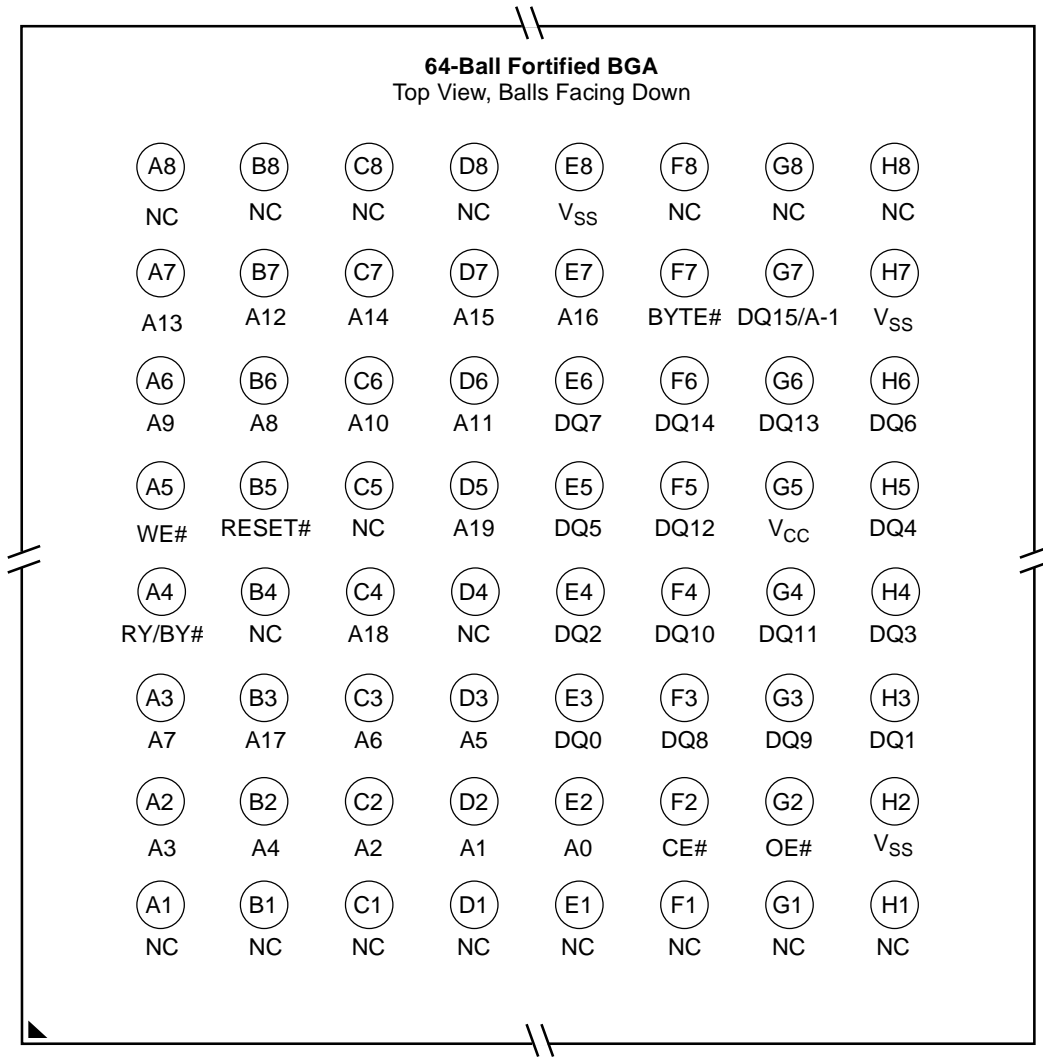 64-Ball Fortified BGA
Top View, Balls Facing Down
A8 B8 C8 D8 E8 F8 G8 H8
NC NC NC NC VSS NC NC NC
A7 B7 C7 D7 E7 F7 G7 H7
A13 A12 A14 A15 A16 BYTE# DQ15/A-1 VSS
A6 B6 C6 D6 E6 F6 G6 H6
A9 A8 A10 A11 DQ7 DQ14 DQ13 DQ6
A5 B5 C5 D5 E5 F5 G5 H5
WE# RESET# NC A19 DQ5 DQ12 VCC DQ4
A4 B4 C4 D4 E4 F4 G4 H4
RY/BY# NC A18 NC DQ2 DQ10 DQ11 DQ3
A3 B3 C3 D3 E3 F3 G3 H3
A7 A17 A6 A5 DQ0 DQ8 DQ9 DQ1
A2 B2 C2 D2 E2 F2 G2 H2
A3 A4 A2 A1 A0 CE# OE# VSS
A1 B1 C1 D1 E1 F1 G1 H1
NC NC NC NC NC NC NC NC